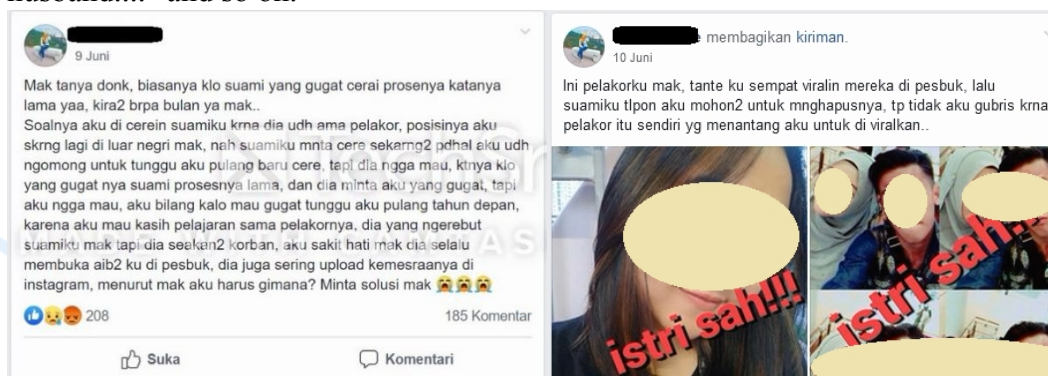 9 Juni
Mak tanya donk, biasanya klo suami yang gugat cerai prosenya katanya
lama yaa, kira2 brpa bulan ya mak..
Soalnya aku di cerein suamiku krna dia udh ama pelakor, posisinya aku
skrng lagi di luar negri mak, nah suamiku mnta cere sekarng2 pdhal aku udh
ngomong untuk tunggu aku pulang baru cere, tapi dia ngga mau, ktnya klo
yang gugat nya suami prosesnya lama, dan dia minta aku yang gugat, tapi
aku ngga mau, aku bilang kalo mau gugat tunggu aku pulang tahun depan,
karena aku mau kasih pelajaran sama pelakornya, dia yang ngerebut
suamiku mak tapi dia seakan2 korban, aku sakit hati mak dia selalu
membuka aib2 ku di pesbuk, dia juga sering upload kemesraanya di
instagram, menurut mak aku harus gimana? Minta solusi mak 😭😭😭
208
185 Komentar
Suka
Komentari
membagikan kiriman.
10 Juni
Ini pelakorku mak, tante ku sempat viralin mereka di pesbuk, lalu
suamiku tlpon aku mohon2 untuk mnghapusnya, tp tidak aku gubris krna
pelakor itu sendiri yg menantang aku untuk di viralkan..
istri sah!!!
istri sah!!!